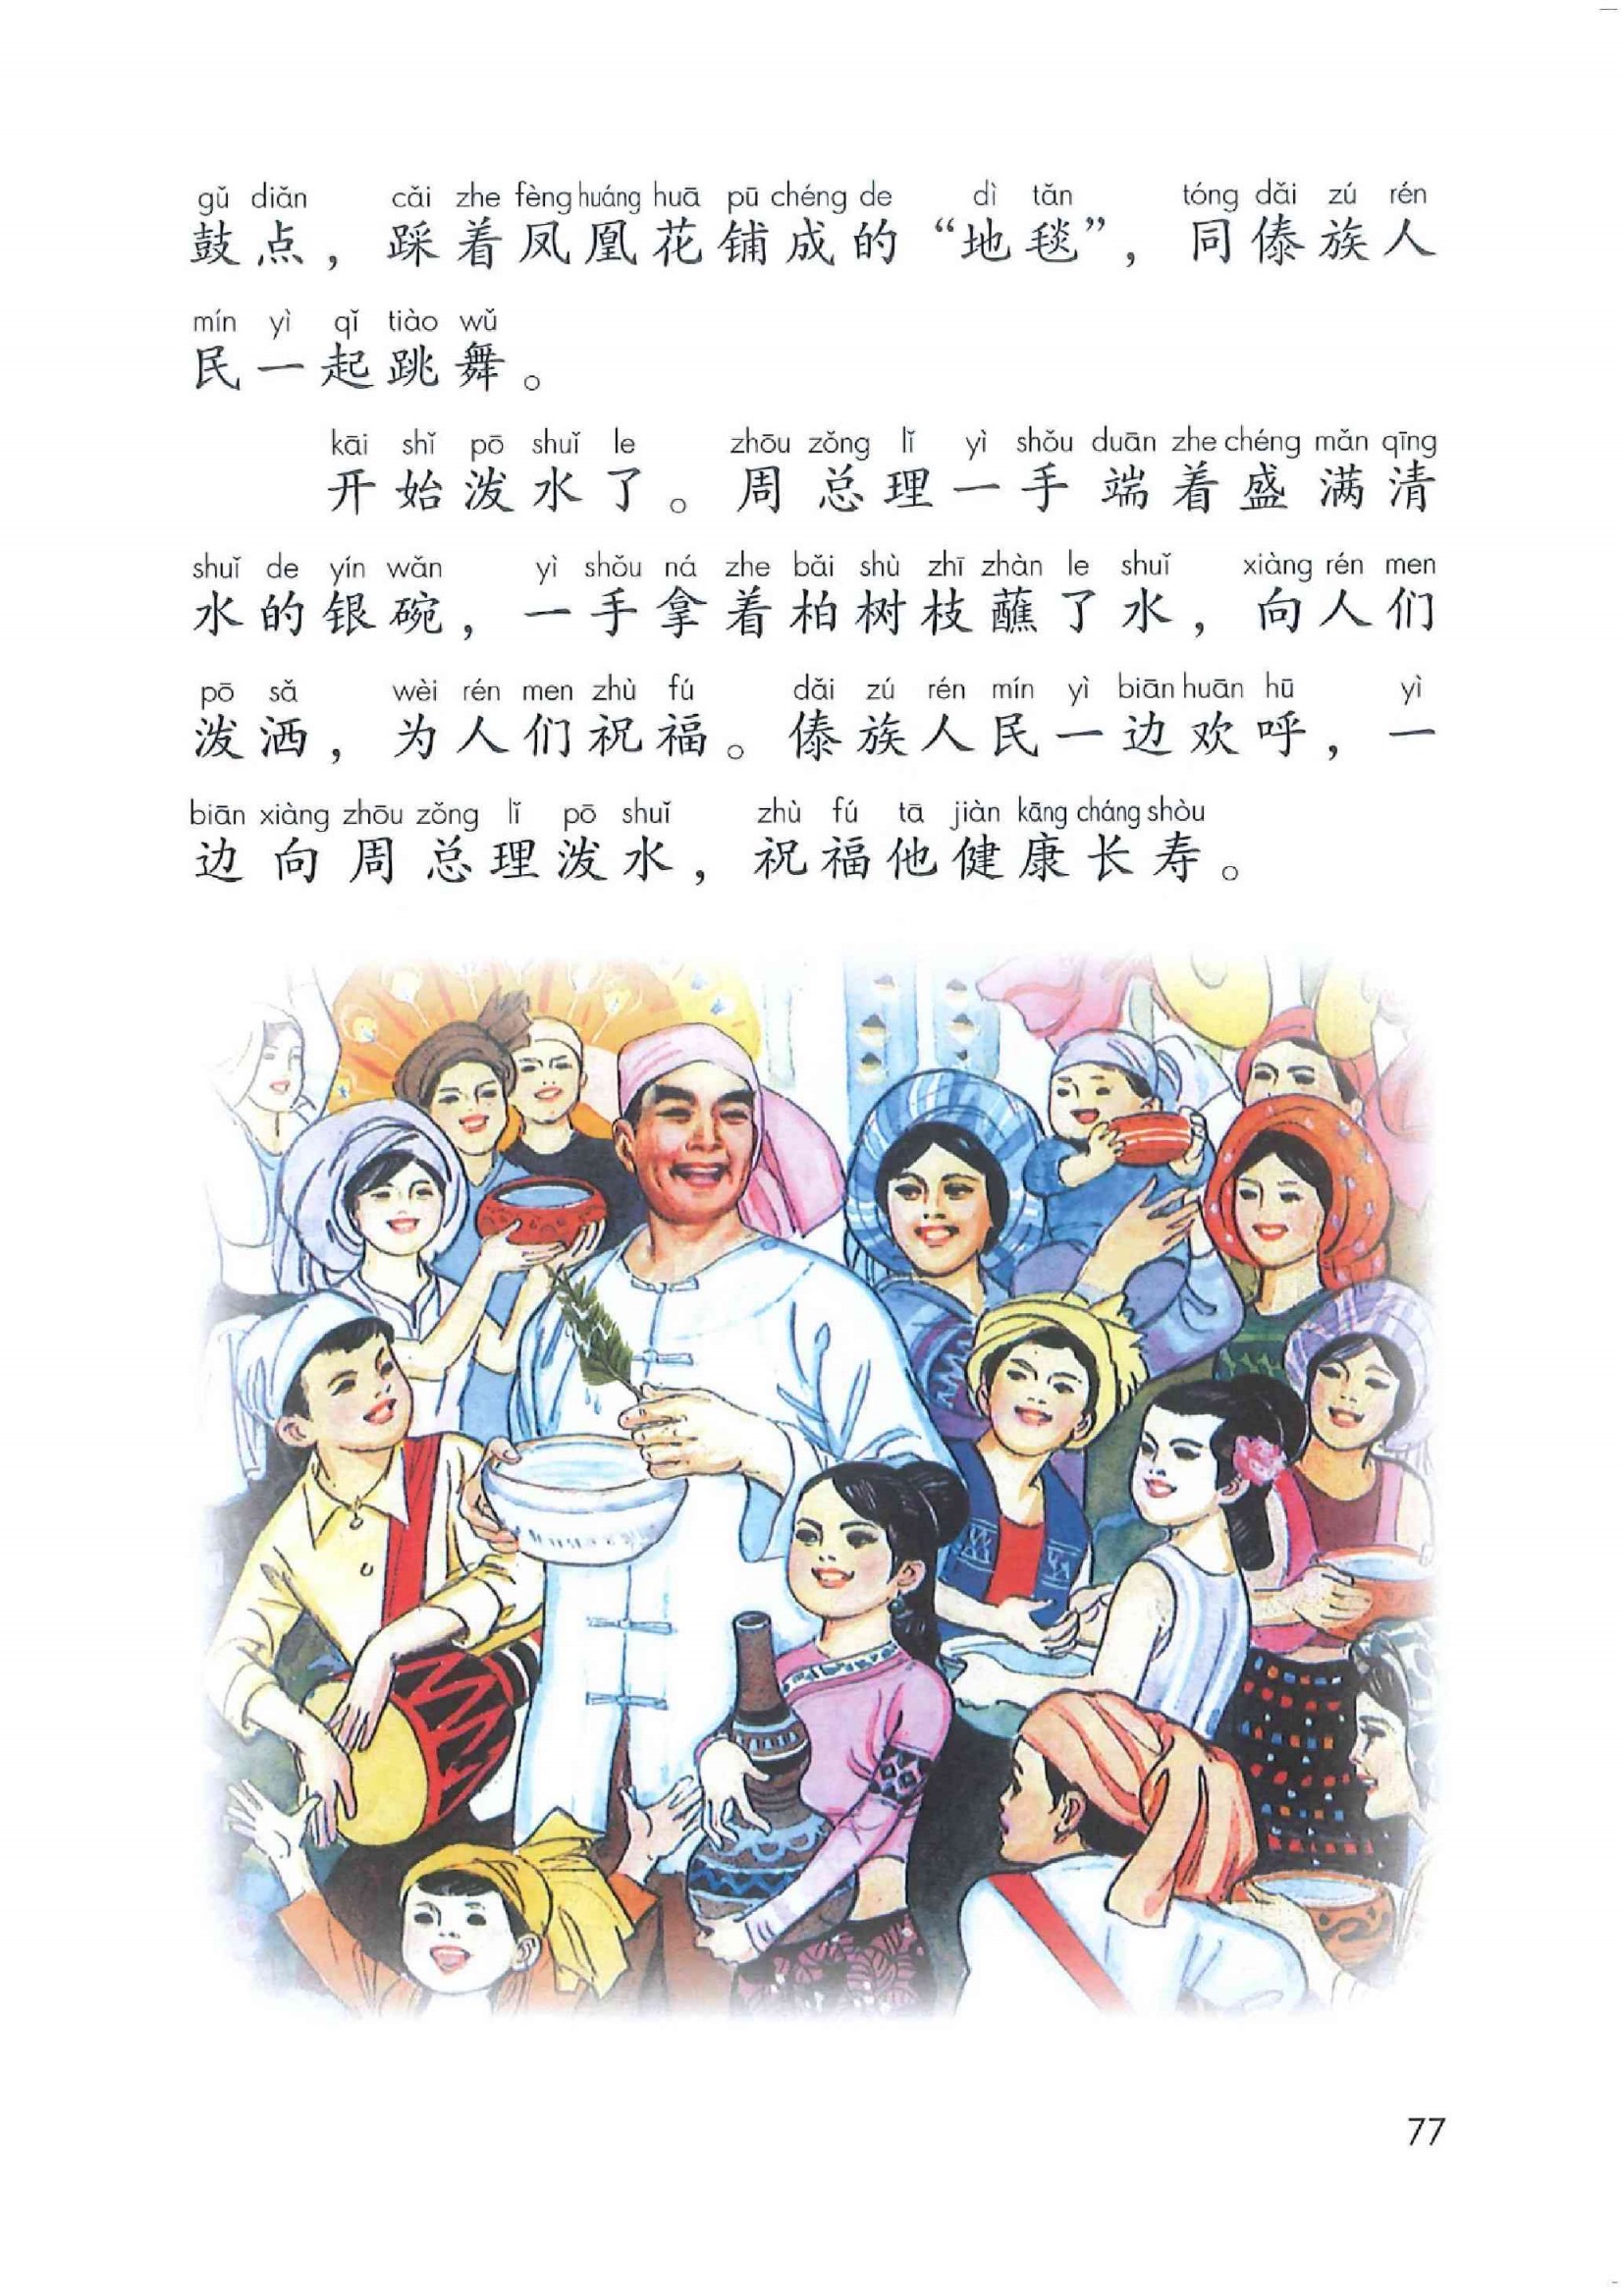 gǔ diǎn cǎi zhe fèng huáng huā pū chéng de dì tǎn tóng dǎi zú rén
鼓点，踩着凤凰花铺成的“地毯”，同傣族人
mín yì qǐ tiào wǔ
民一起跳舞。
kāi shǐ pō shuǐ le zhōu zǒng lǐ yì shǒu duān zhe chéng mǎn qīng
开始泼水了。周总理一手端着盛满清
shuǐ de yín wǎn yì shǒu ná zhe bǎi shù zhī zhàn le shuǐ xiàng rén men
水的银碗，一手拿着柏树枝蘸了水，向人们
pō sǎ wèi rén men zhù fú dǎi zú rén mín yì biān huān hū yì
泼洒，为人们祝福。傣族人民一边欢呼，一
biān xiàng zhōu zǒng lǐ pō shuǐ zhù fú tā jiàn kāng cháng shòu
边向周总理泼水，祝福他健康长寿。
77